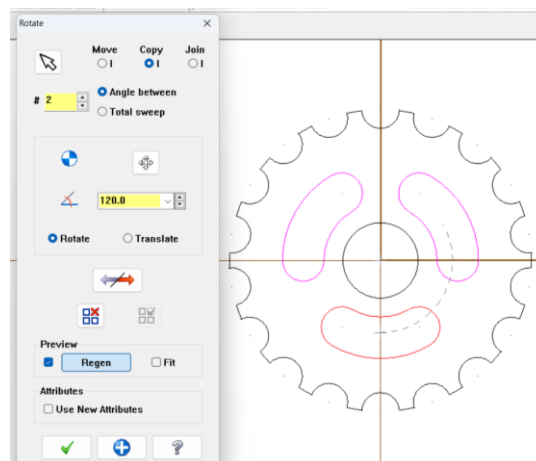 Rotate
Move Copy Join
# 2
Angle between
Total sweep
120.0
Rotate Translate
Preview
Regen Fit
Attributes
Use New Attributes
?